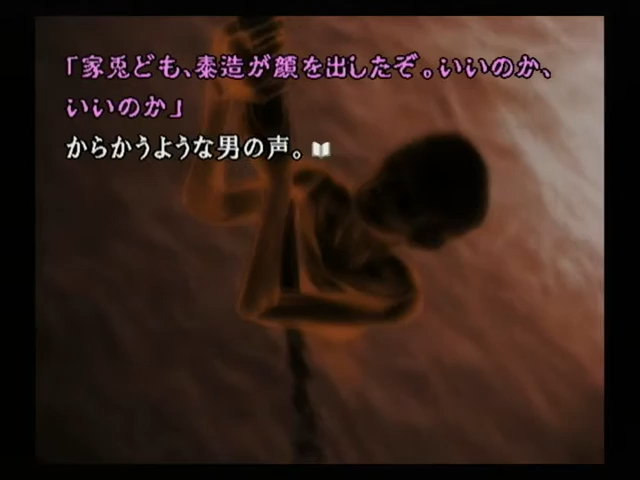 「家兎ども、泰造が顔を出したぞ。いいのか、
いいのか」
からかうような男の声。